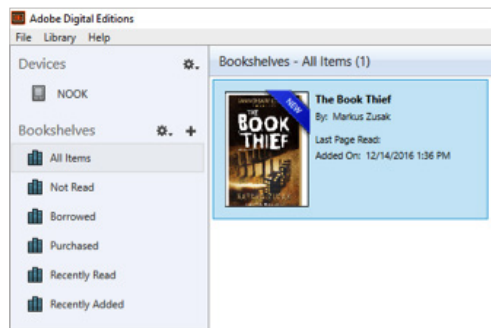 Adobe Digital Editions
File Library Help
Devices
NOOK
Bookshelves
All Items
Not Read
Borrowed
Purchased
Recently Read
Recently Added
Bookshelves - All Items (1)
NEW
THE
BOOK
THIEF
The Book Thief
By: Markus Zusak
Last Page Read:
Added On: 12/14/2016 1:36 PM